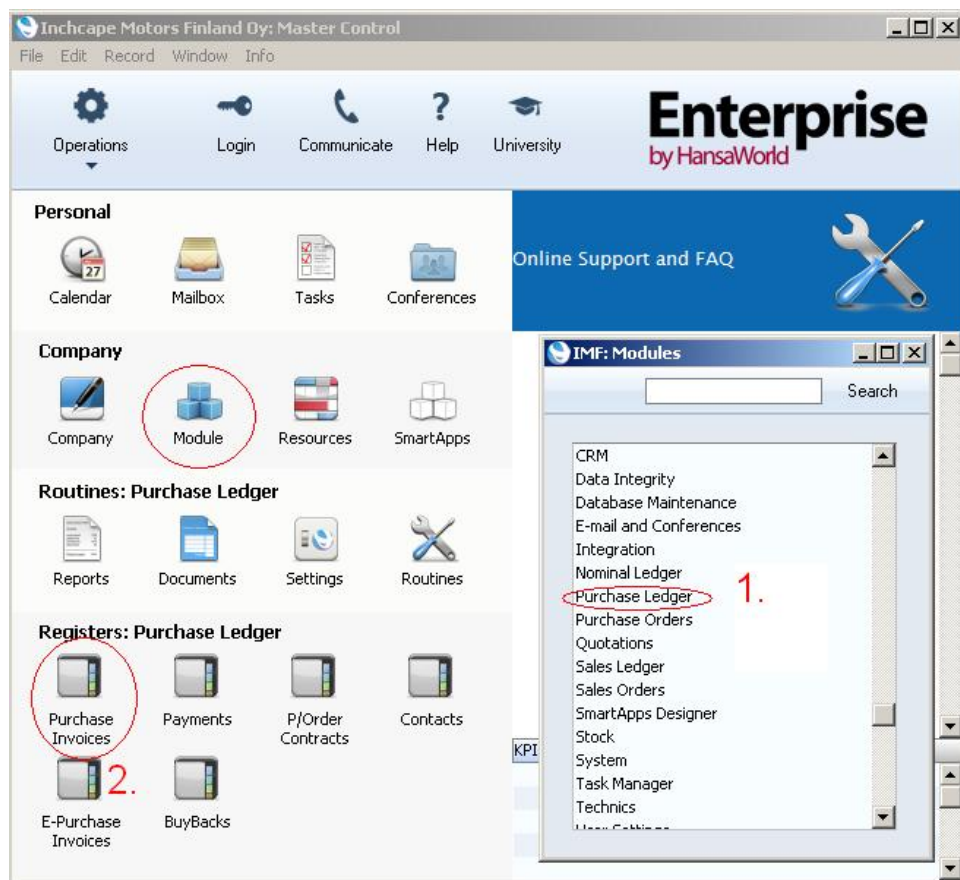 Inchcape Motors Finland Oy: Master Control
File Edit Record Window Info
Operations Login Communicate Help University
Enterprise
by HansaWorld
Personal
27
Calendar Mailbox Tasks Conferences
Online Support and FAQ
Company
Company Module Resources SmartApps
Routines: Purchase Ledger
Reports Documents Settings Routines
Registers: Purchase Ledger
Purchase Invoices
Payments
P/Order Contracts
Contacts
2.
E-Purchase Invoices
BuyBacks
IMF: Modules
Search
CRM
Data Integrity
Database Maintenance
E-mail and Conferences
Integration
Nominal Ledger
Purchase Ledger
1.
Purchase Orders
Quotations
Sales Ledger
Sales Orders
SmartApps Designer
Stock
System
Task Manager
Technics
KPI